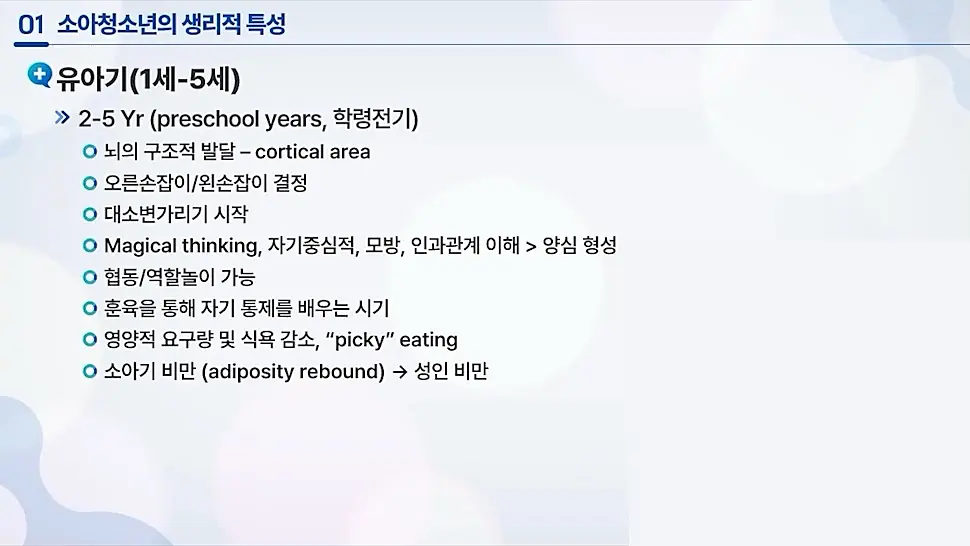 01 소아청소년의 생리적 특성
유아기(1세-5세)
2-5 Yr (preschool years, 학령전기)
뇌의 구조적 발달 – cortical area
오른손잡이/왼손잡이 결정
대소변가리기 시작
Magical thinking, 자기중심적, 모방, 인과관계 이해 > 양심 형성
협동/역할놀이 가능
훈육을 통해 자기 통제를 배우는 시기
영양적 요구량 및 식욕 감소, “picky” eating
소아기 비만 (adiposity rebound) → 성인 비만